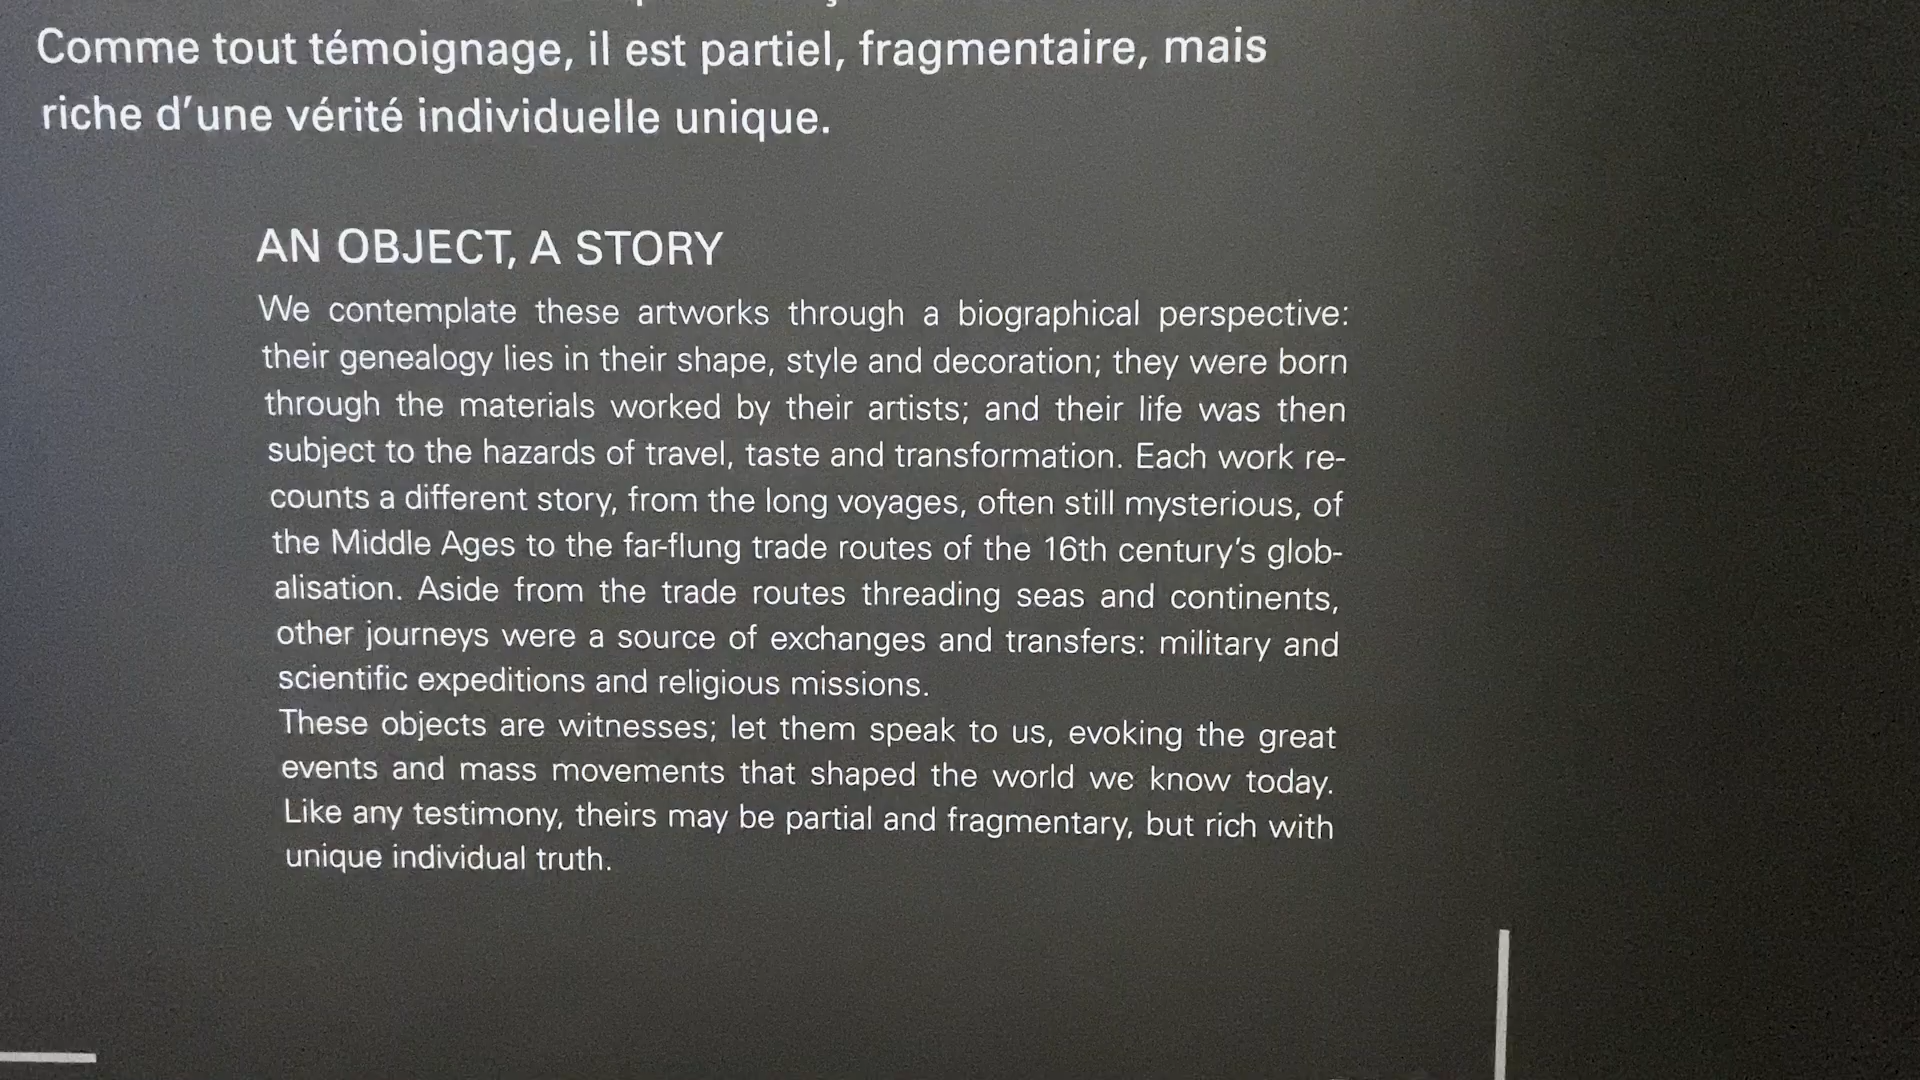 Comme tout témoignage, il est partiel, fragmentaire, mais
riche d'une vérité individuelle unique.
AN OBJECT, A STORY
We contemplate these artworks through a biographical perspective:
their genealogy lies in their shape, style and decoration; they were born
through the materials worked by their artists; and their life was then
subject to the hazards of travel, taste and transformation. Each work re-
counts a different story, from the long voyages, often still mysterious, of
the Middle Ages to the far-flung trade routes of the 16th century's glob-
alisation. Aside from the trade routes threading seas and continents,
other journeys were a source of exchanges and transfers: military and
scientific expeditions and religious missions.
These objects are witnesses; let them speak to us, evoking the great
events and mass movements that shaped the world we know today.
Like any testimony, theirs may be partial and fragmentary, but rich with
unique individual truth.